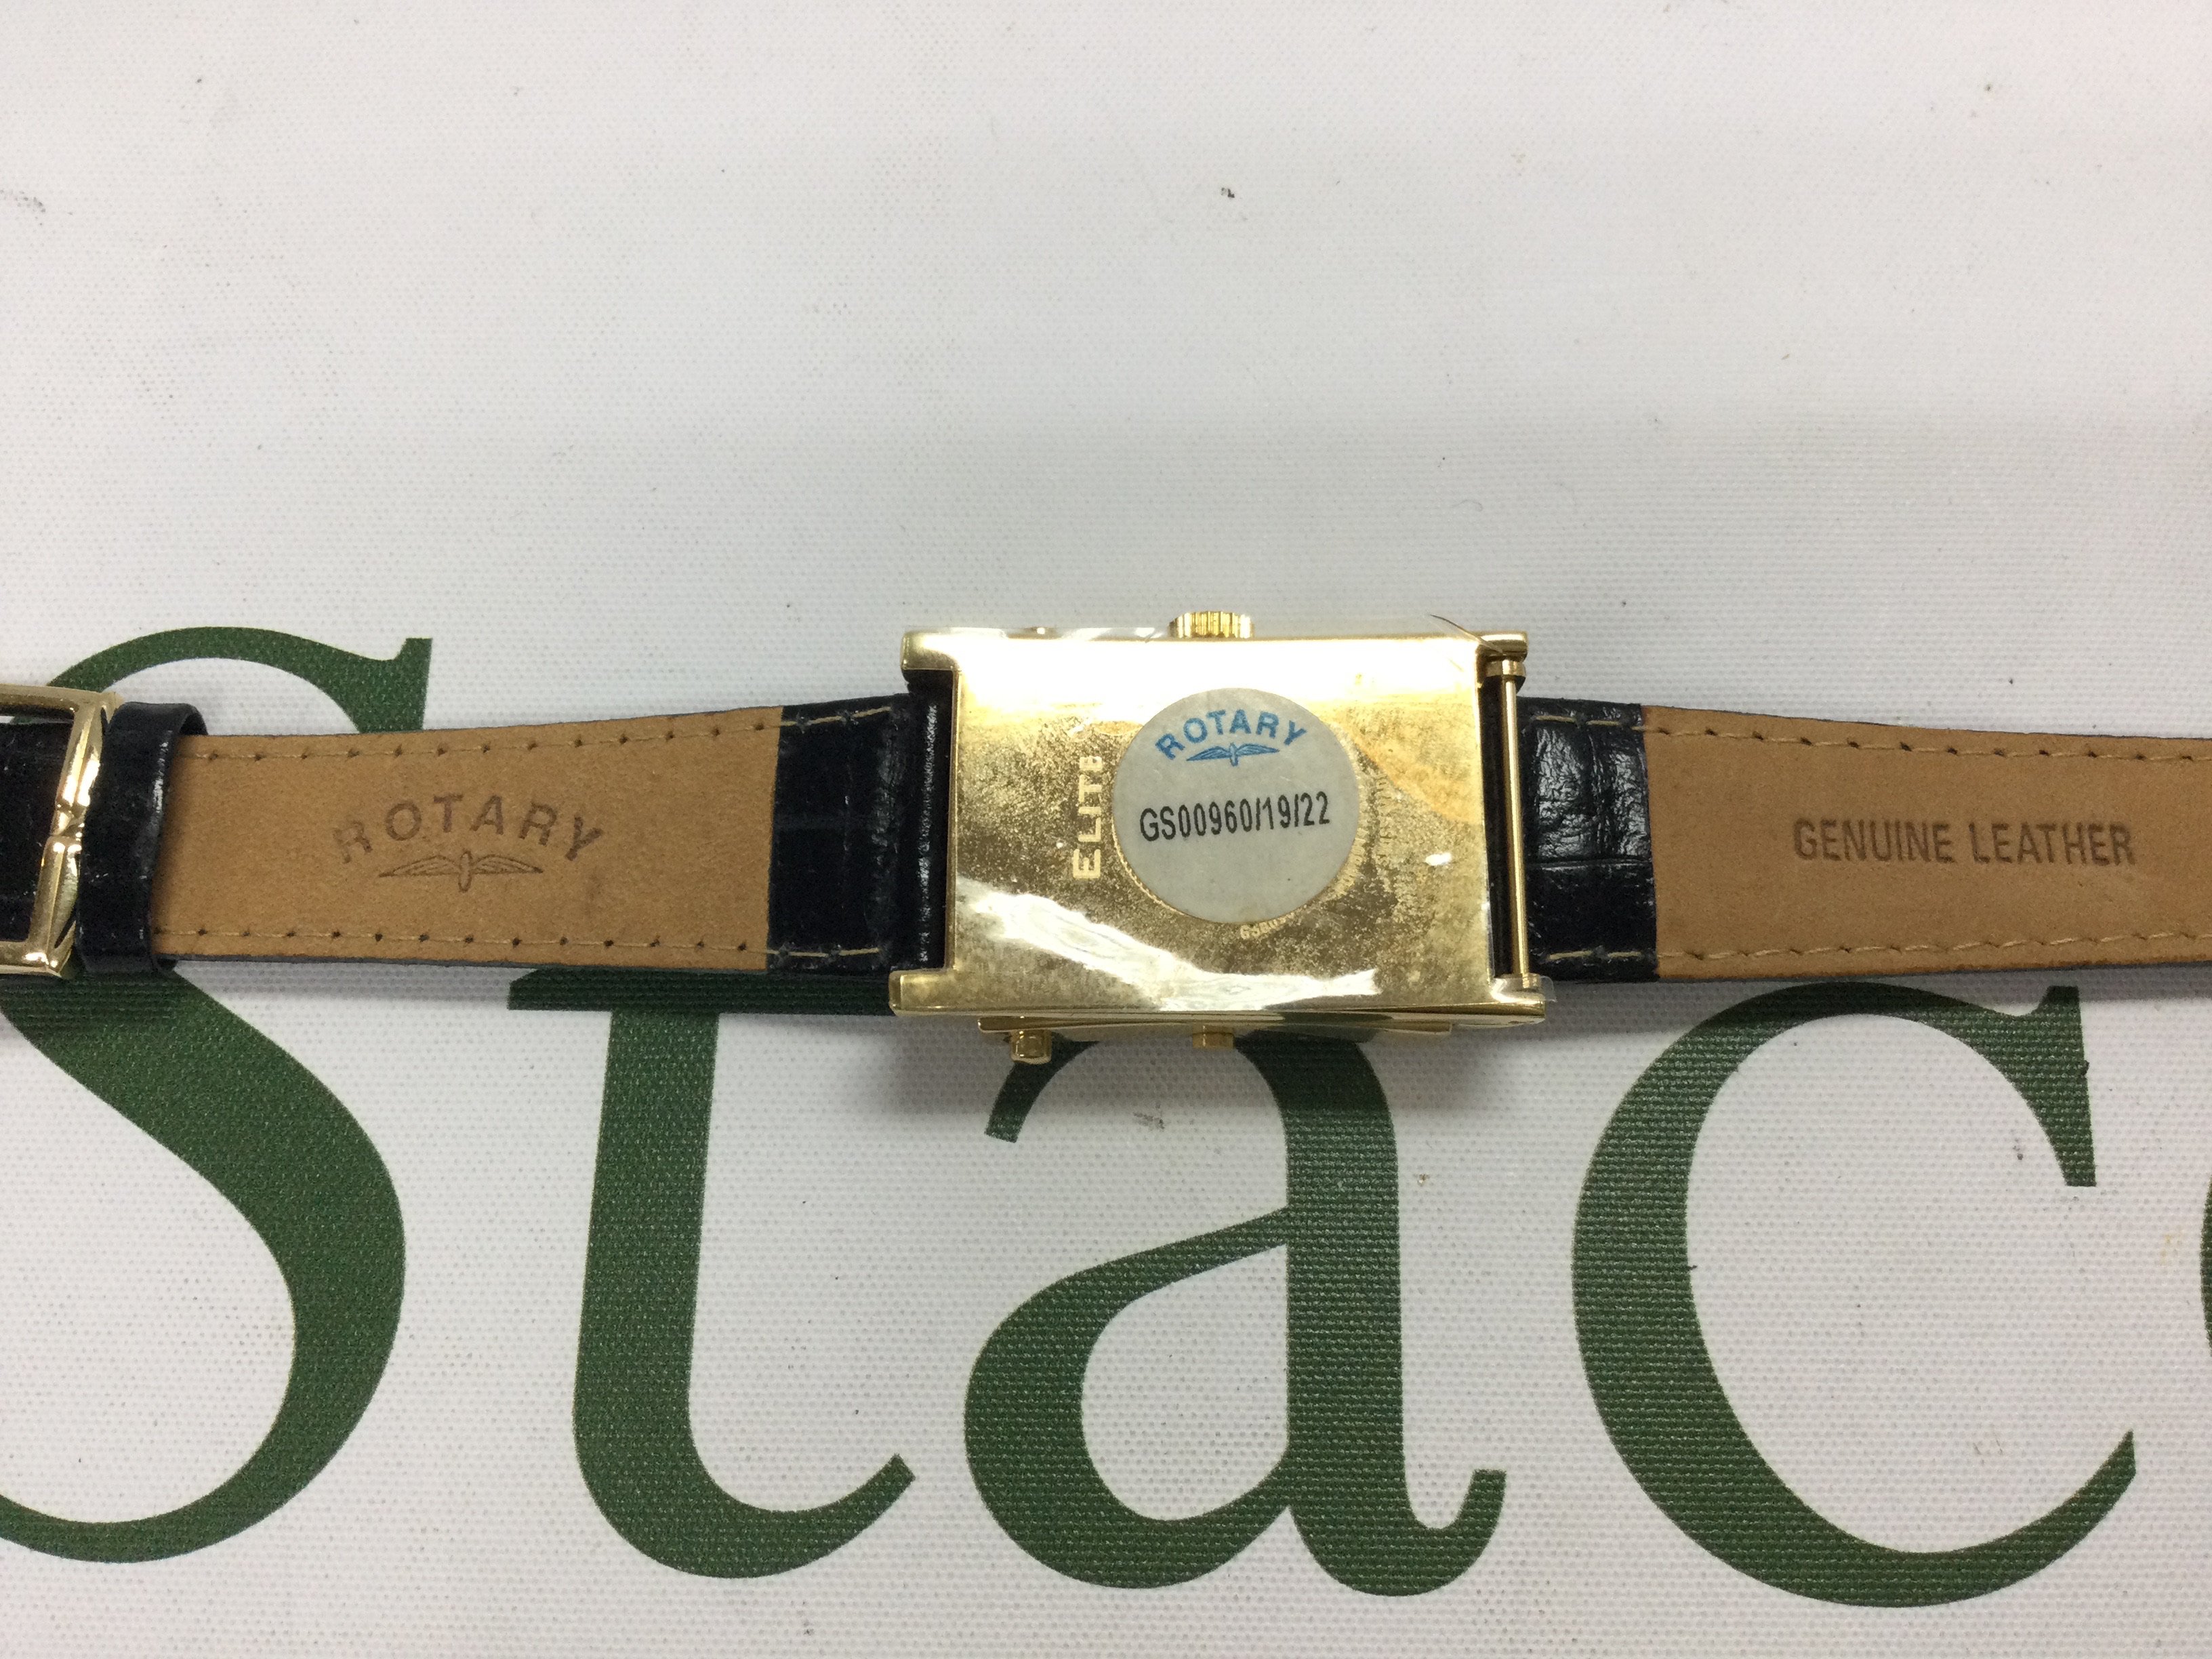 ROTARY
ELITE
ROTARY
GS00960/19/22
GENUINE LEATHER
Stac